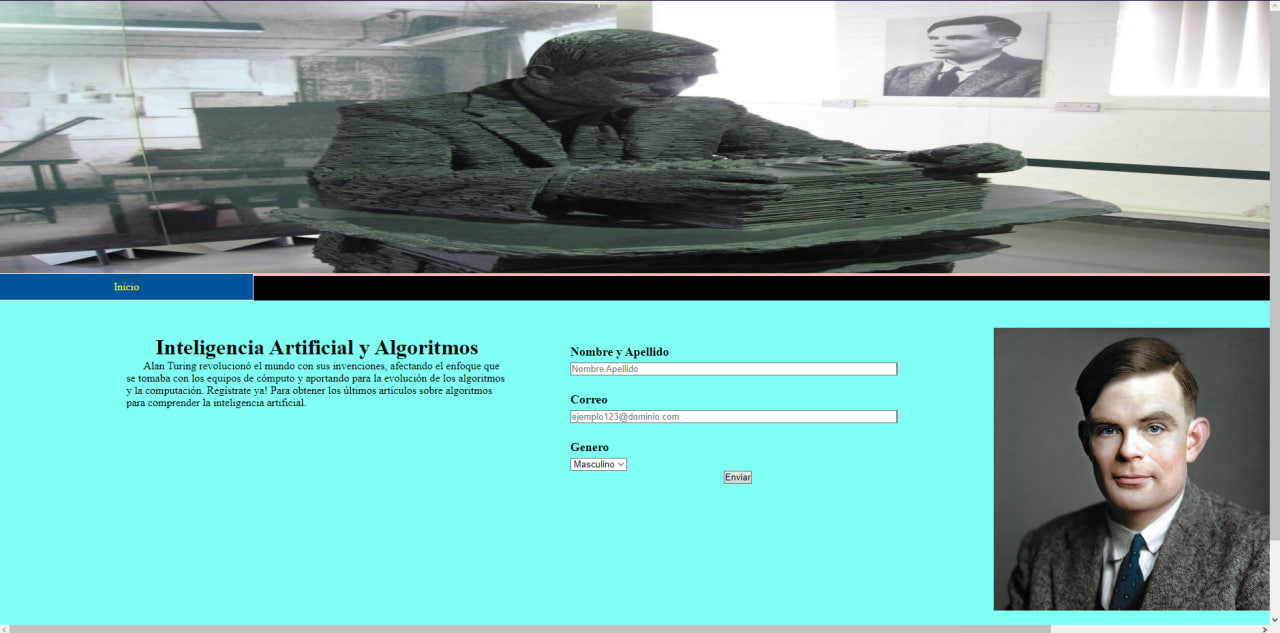 Inicio
Inteligencia Artificial y Algoritmos
Alan Turing revolucionó el mundo con sus invenciones, afectando el enfoque que
se tomaba con los equipos de cómputo y aportando para la evolución de los algoritmos
y la computación. Registrate ya! Para obtener los últimos artículos sobre algoritmos
para comprender la inteligencia artificial.
Nombre y Apellido
Nombre Apellido
Correo
ejemplo123@dominio.com
Genero
Masculino
Enviar